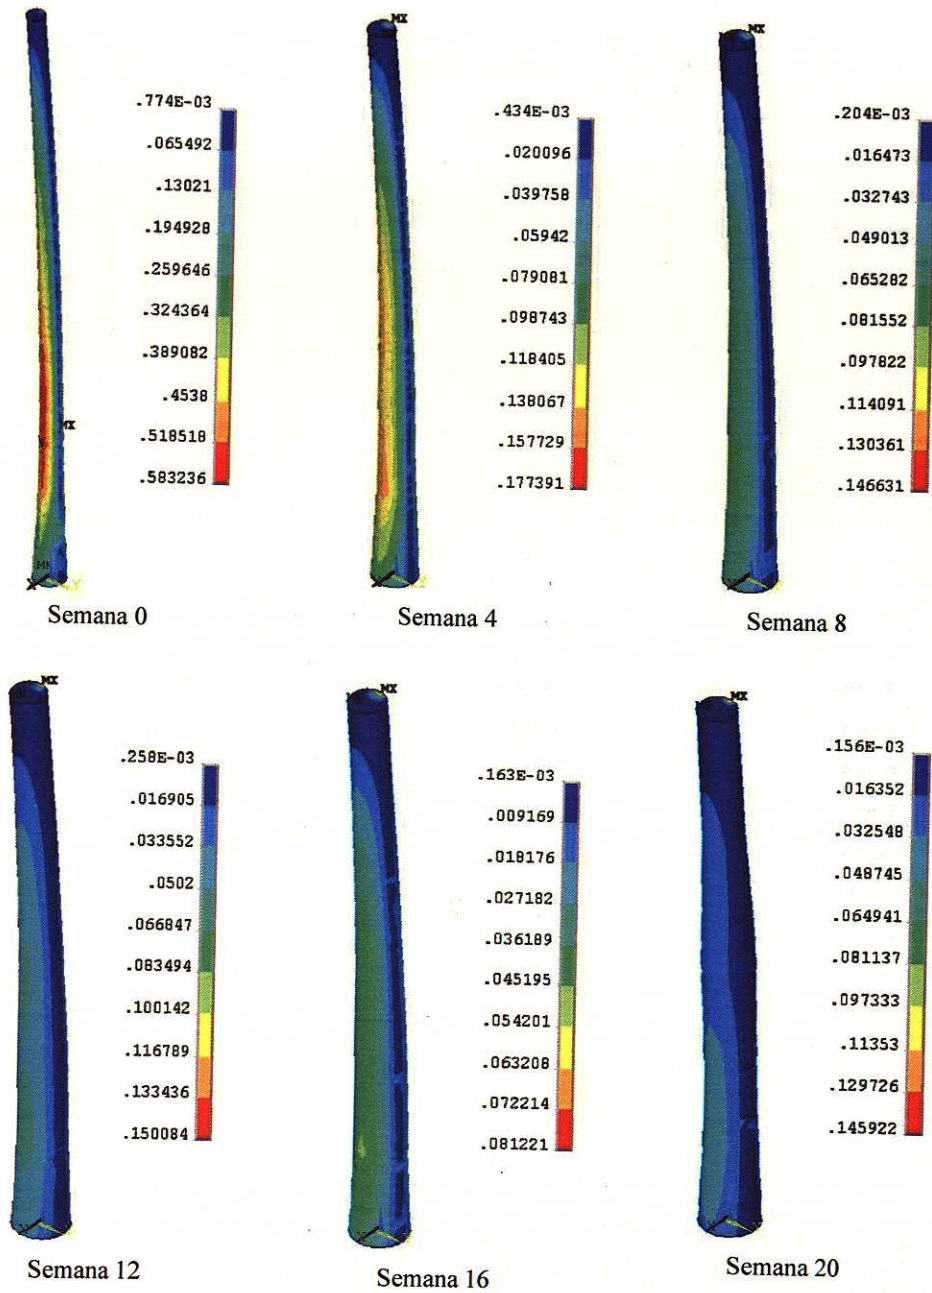 MX
.774E-03
.065492
.13021
.194928
.259646
.324364
.389082
.4538
.518518
.583236
MX
X
Semana 0
MX
.434E-03
.020096
.039758
.05942
.079081
.098743
.118405
.138067
.157729
.177391
Semana 4
MX
.204E-03
.016473
.032743
.049013
.065282
.081552
.097822
.114091
.130361
.146631
Semana 8
MX
.258E-03
.016905
.033552
.0502
.066847
.083494
.100142
.116789
.133436
.150084
Semana 12
MX
.163E-03
.009169
.018176
.027182
.036189
.045195
.054201
.063208
.072214
.081221
Semana 16
MX
.156E-03
.016352
.032548
.048745
.064941
.081137
.097333
.11353
.129726
.145922
Semana 20